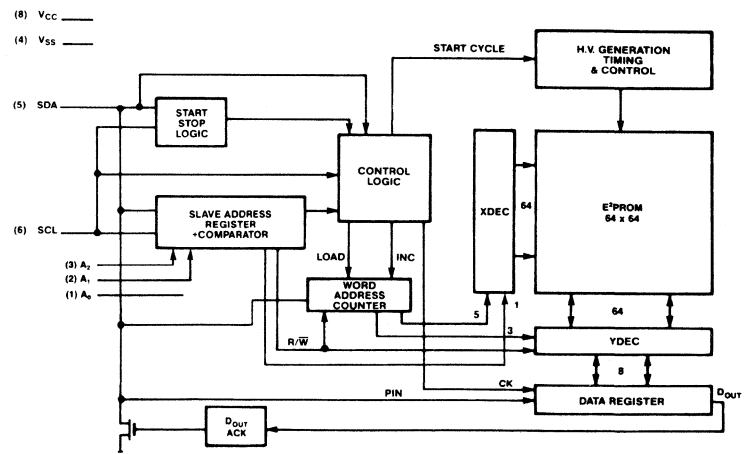 (8) VCC
(4) VSS
START CYCLE
H.V. GENERATION
TIMING
& CONTROL
(5) SDA
START
STOP
LOGIC
CONTROL
LOGIC
XDEC
64
E²PROM
64 x 64
(6) SCL
SLAVE ADDRESS
REGISTER
+COMPARATOR
(3) A₂
(2) A₁
(1) A₀
LOAD
INC
WORD
ADDRESS
COUNTER
5
1
64
3
R/W̅
YDEC
8
CK
PIN
DATA REGISTER
DOUT
DOUT
ACK